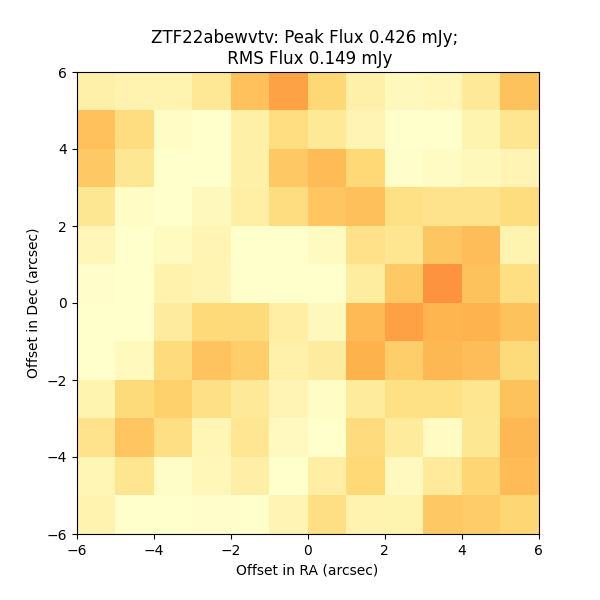 ZTF22abewvtv: Peak Flux 0.426 mJy;
RMS Flux 0.149 mJy
6
4
2
0
−2
−4
−6
Offset in Dec (arcsec)
−6 −4 −2 0 2 4 6
Offset in RA (arcsec)